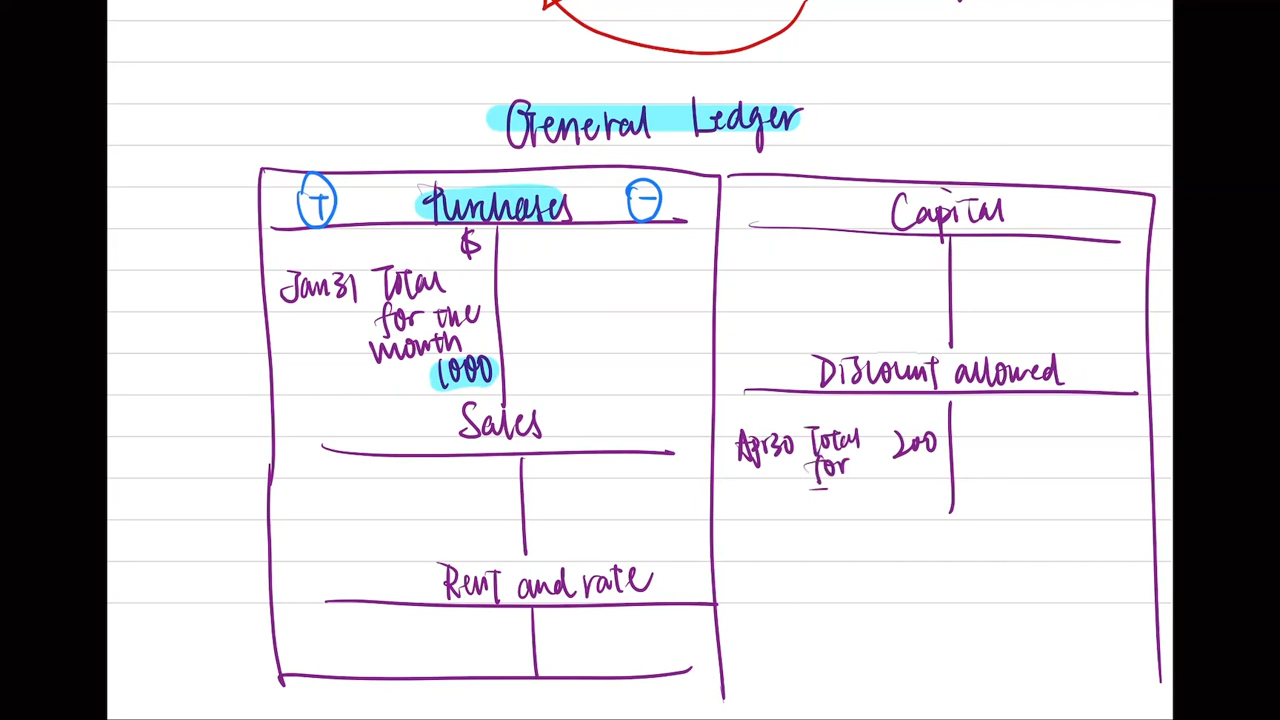 General Ledger
+ Purchases -
$
Jan 31 Total
for the
month
1000
Sales
Rent and rate
Capital
Discount allowed
Apr 30 Total 200
for